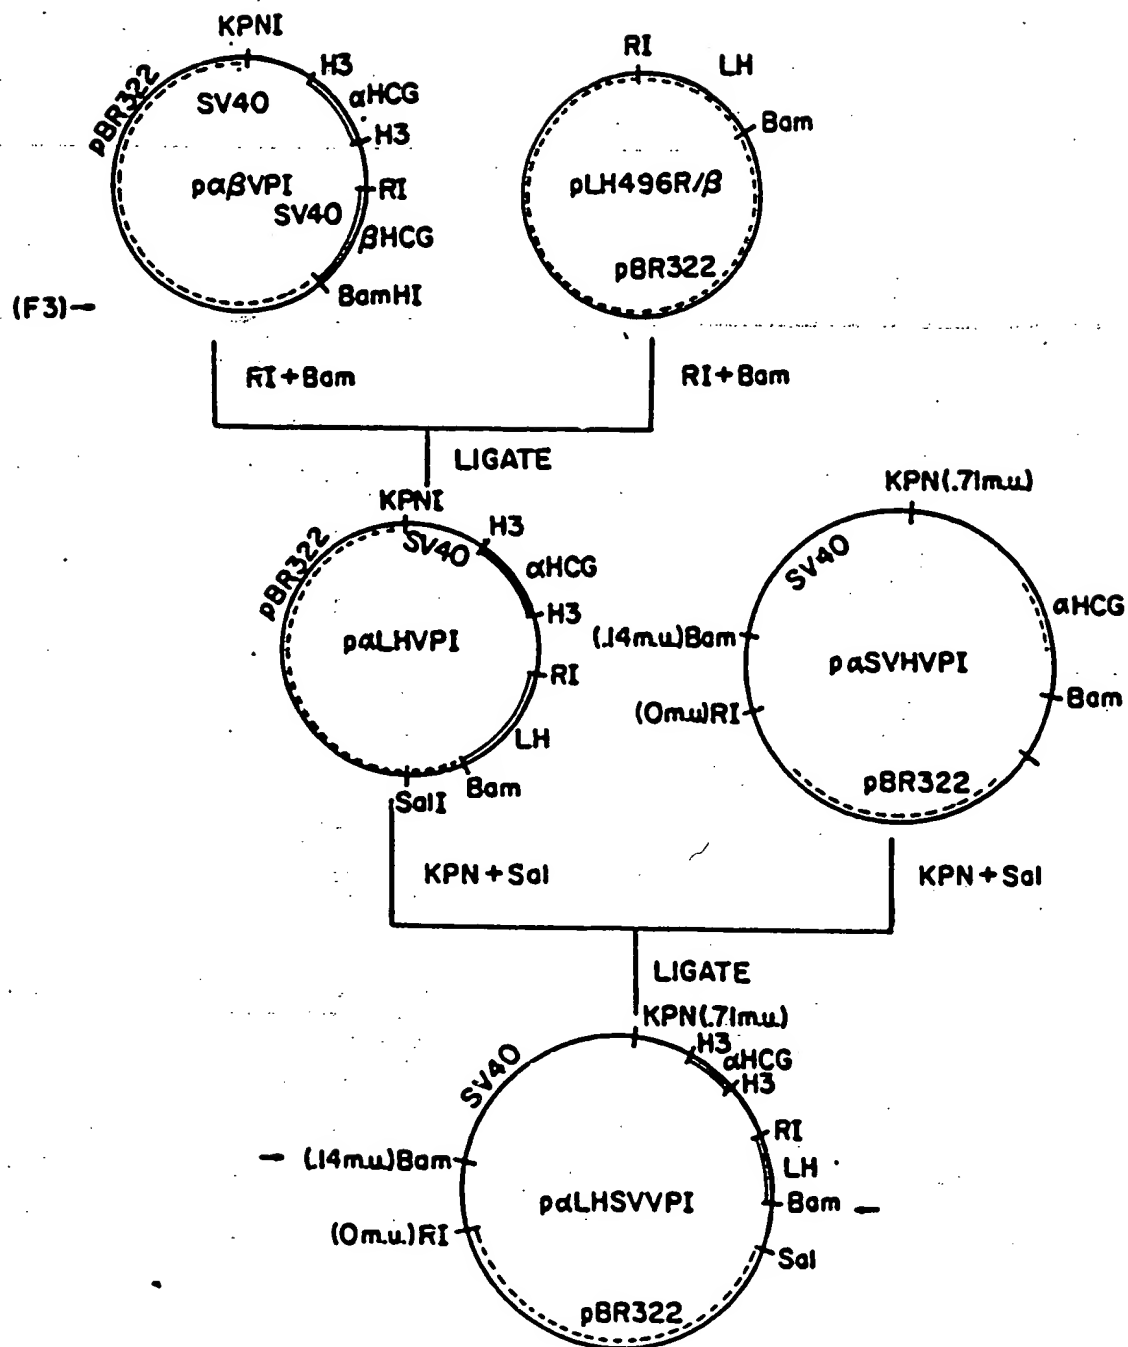 KPNI
H3
αHCG
H3
pBR322
SV40
pαβVPI
RI
SV40
βHCG
BamHI
(F3)
RI
LH
Bam
pLH496R/β
pBR322
RI+Bam
RI+Bam
LIGATE
KPNI
H3
SV40
pBR322
αHCG
H3
pαLHVPI
RI
LH
Bam
SalI
KPN(.71m.u)
SV40
αHCG
(.14m.u)Bam
pαSVHVPI
(0m.u)RI
Bam
pBR322
KPN+Sal
KPN+Sal
LIGATE
KPN(.71m.u)
H3
αHCG
H3
SV40
RI
LH
(.14m.u)Bam
Bam
pαLHSVVPI
(0m.u.)RI
Sal
pBR322